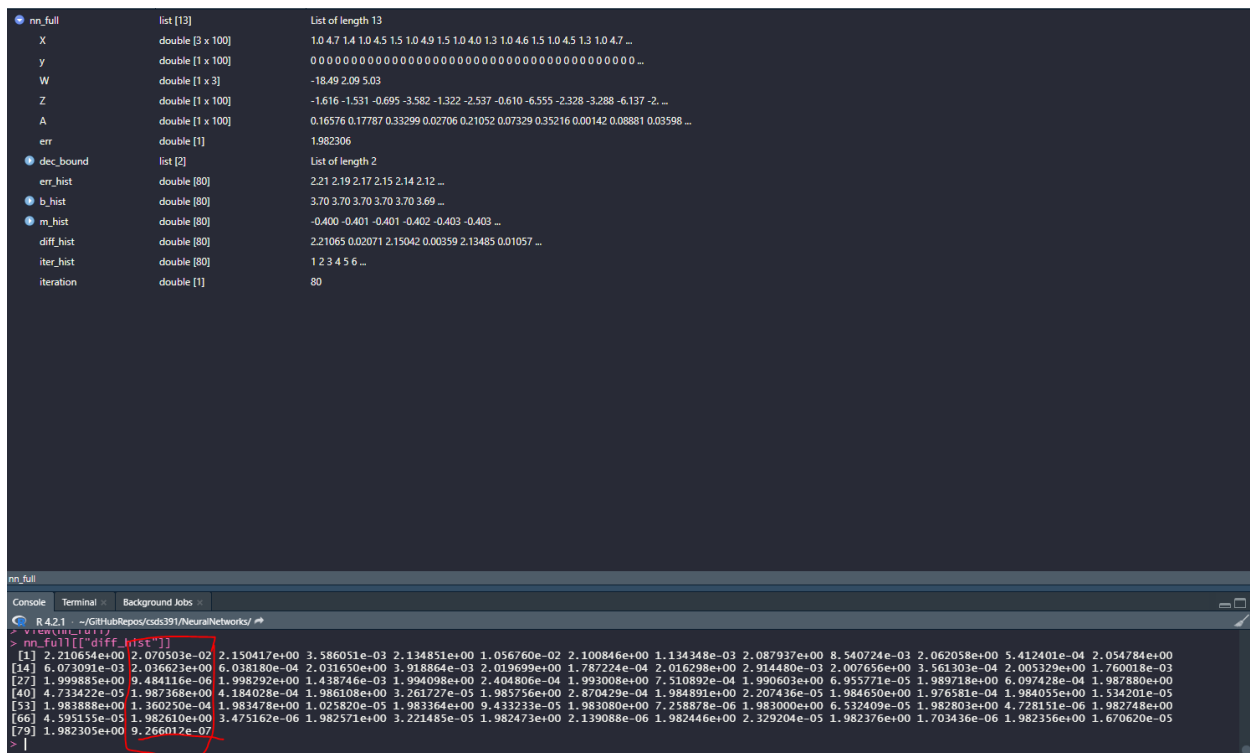 nn_full list [13] List of length 13
X double [3 x 100] 1.0 4.7 1.4 1.0 4.5 1.5 1.0 4.9 1.5 1.0 4.0 1.3 1.0 4.6 1.5 1.0 4.5 1.3 1.0 4.7 ...
y double [1 x 100] 0 0 0 0 0 0 0 0 0 0 0 0 0 0 0 0 0 0 0 0 0 0 0 0 0 0 0 0 0 0 0 0 0 0 0 0 0 0 0 0 ...
W double [1 x 3] -18.49 2.09 5.03
Z double [1 x 100] -1.616 -1.531 -0.695 -3.582 -1.322 -2.537 -0.610 -6.555 -2.328 -3.288 -6.137 -2. ...
A double [1 x 100] 0.16576 0.17787 0.33299 0.02706 0.21052 0.07329 0.35216 0.00142 0.08881 0.03598 ...
err double [1] 1.982306
dec_bound list [2] List of length 2
err_hist double [80] 2.21 2.19 2.17 2.15 2.14 2.12 ...
b_hist double [80] 3.70 3.70 3.70 3.70 3.70 3.69 ...
m_hist double [80] -0.400 -0.401 -0.401 -0.402 -0.403 -0.403 ...
diff_hist double [80] 2.21065 0.02071 2.15042 0.00359 2.13485 0.01057 ...
iter_hist double [80] 1 2 3 4 5 6 ...
iteration double [1] 80
nn_full
Console Terminal Background Jobs
R 4.2.1 · ~/GitHubRepos/csds391/NeuralNetworks/
> View(nn_full)
> nn_full[["diff_hist"]]
[1] 2.210654e+00 2.070503e-02 2.150417e+00 3.586051e-03 2.134851e+00 1.056760e-02 2.100846e+00 1.134348e-03 2.087937e+00 8.540724e-03 2.062058e+00 5.412401e-04 2.054784e+00
[14] 6.073091e-03 2.036623e+00 6.038180e-04 2.031650e+00 3.918864e-03 2.019699e+00 1.787224e-04 2.016298e+00 2.914480e-03 2.007656e+00 3.561303e-04 2.005329e+00 1.760018e-03
[27] 1.999885e+00 9.484116e-06 1.998292e+00 1.438746e-03 1.994098e+00 2.404806e-04 1.993008e+00 7.510892e-04 1.990603e+00 6.955771e-05 1.989718e+00 6.097428e-04 1.987880e+00
[40] 4.733422e-05 1.987368e+00 4.184028e-04 1.986108e+00 3.261727e-05 1.985756e+00 2.870429e-04 1.984891e+00 2.207436e-05 1.984650e+00 1.976581e-04 1.984055e+00 1.534201e-05
[53] 1.983888e+00 1.360250e-04 1.983478e+00 1.025820e-05 1.983364e+00 9.433233e-05 1.983080e+00 7.258878e-06 1.983000e+00 6.532409e-05 1.982803e+00 4.728151e-06 1.982748e+00
[66] 4.595155e-05 1.982610e+00 3.475162e-06 1.982571e+00 3.221485e-05 1.982473e+00 2.139088e-06 1.982446e+00 2.329204e-05 1.982376e+00 1.703436e-06 1.982356e+00 1.670620e-05
[79] 1.982305e+00 9.266012e-07
>